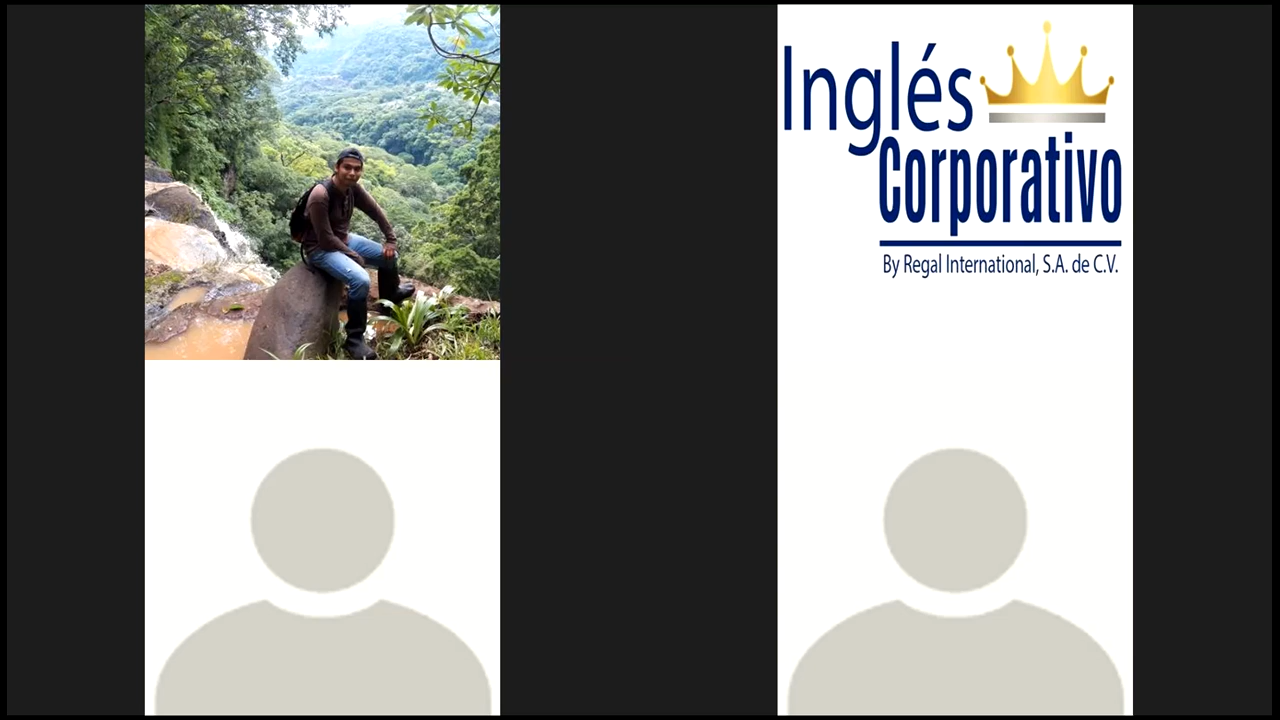 Inglés
Corporativo
By Regal International, S.A. de C.V.